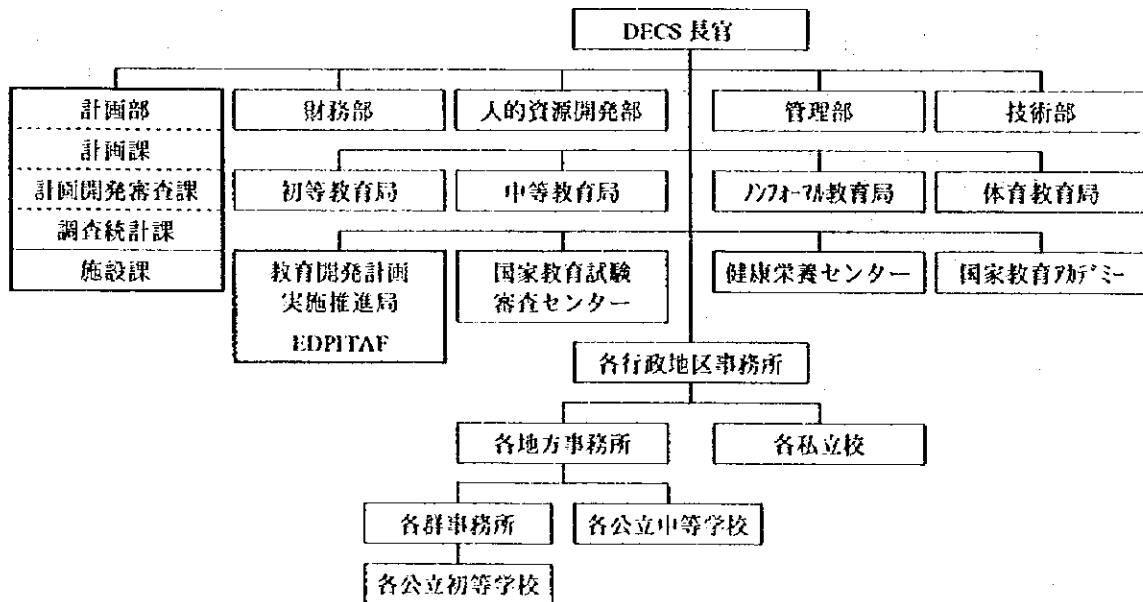 DECS 長官
計画部
財務部
人的資源開発部
管理部
技術部
計画課
計画開発審査課
調査統計課
施設課
初等教育局
中等教育局
ノンフォーマル教育局
体育教育局
教育開発計画
実施推進局
EDPITAF
国家教育試験
審査センター
健康栄養センター
国家教育アカデミー
各行政地区事務所
各地方事務所
各私立校
各群事務所
各公立中等学校
各公立初等学校